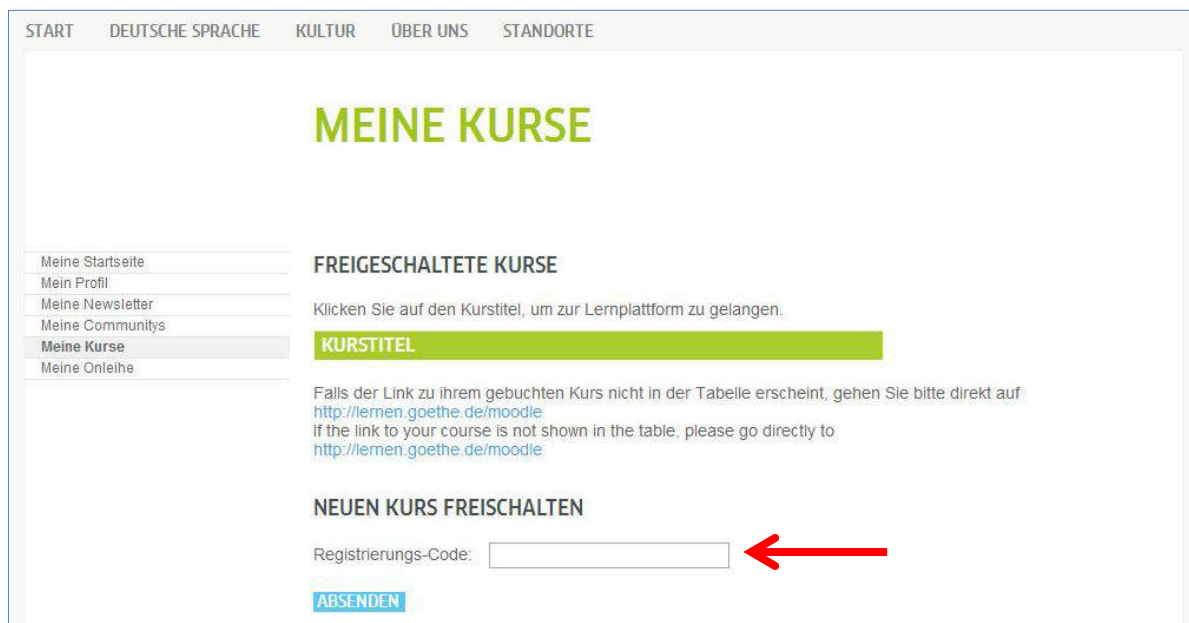 START DEUTSCHE SPRACHE KULTUR ÜBER UNS STANDORTE
MEINE KURSE
Meine Startseite
Mein Profil
Meine Newsletter
Meine Communitys
Meine Kurse
Meine Onleihe
FREIGESCHALTETE KURSE
Klicken Sie auf den Kurstitel, um zur Lernplattform zu gelangen.
KURSTITEL
Falls der Link zu ihrem gebuchten Kurs nicht in der Tabelle erscheint, gehen Sie bitte direkt auf
http://lernen.goethe.de/moodle
If the link to your course is not shown in the table, please go directly to
http://lernen.goethe.de/moodle
NEUEN KURS FREISCHALTEN
Registrierungs-Code:
ABSENDEN